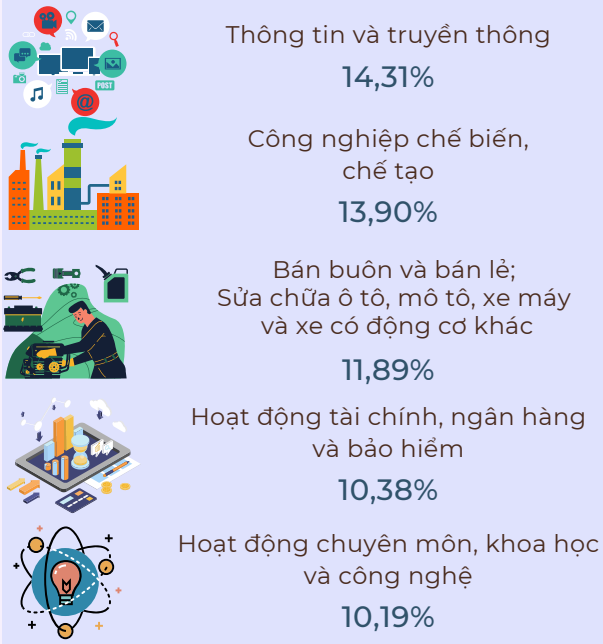 POST
@
Thông tin và truyền thông
14,31%
Công nghiệp chế biến,
chế tạo
13,90%
Bán buôn và bán lẻ;
Sửa chữa ô tô, mô tô, xe máy
và xe có động cơ khác
11,89%
Hoạt động tài chính, ngân hàng
và bảo hiểm
10,38%
Hoạt động chuyên môn, khoa học
và công nghệ
10,19%